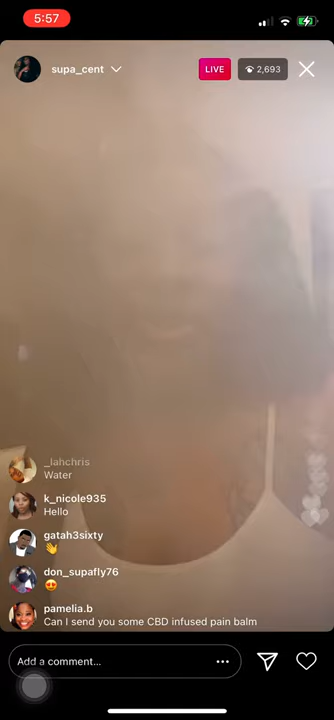 5:57
supa_cent
LIVE
2,693
_lahchris
Water
k_nicole935
Hello
gatah3sixty
👋
don_supafly76
😍
pamelia.b
Can I send you some CBD infused pain balm
Add a comment...